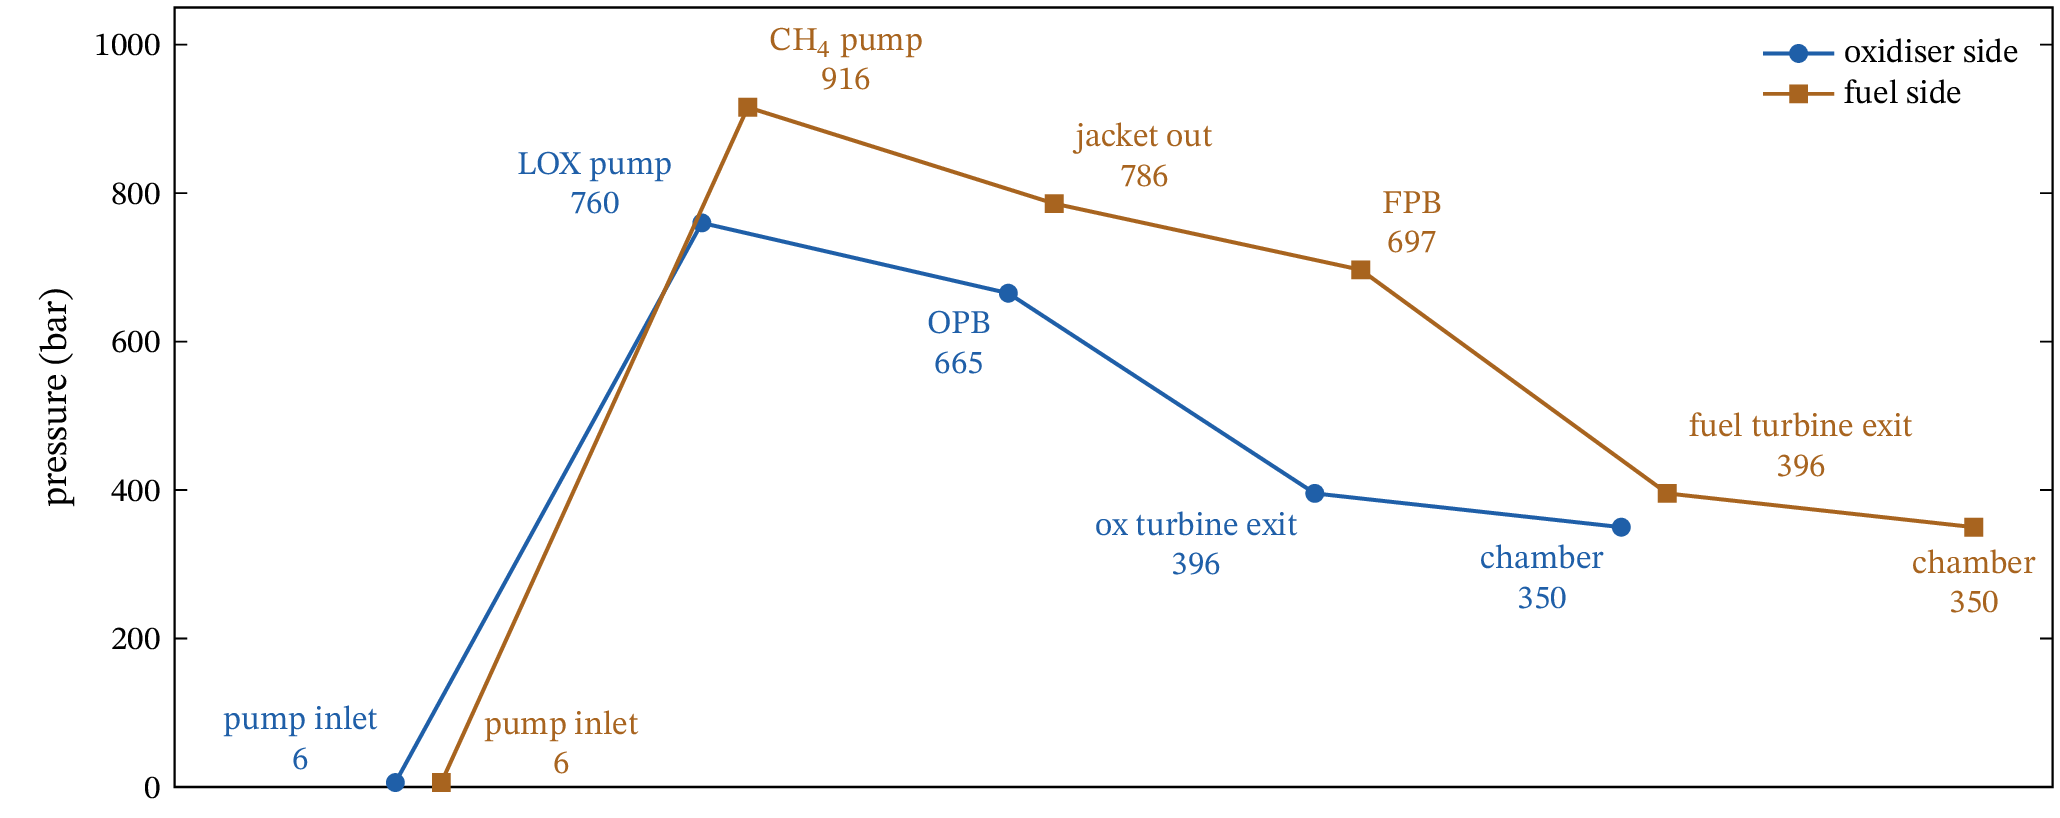 1000
800
600
400
200
0
pressure (bar)
oxidiser side
fuel side
CH₄ pump
916
jacket out
786
LOX pump
760
FPB
697
OPB
665
fuel turbine exit
396
ox turbine exit
396
chamber
350
chamber
350
pump inlet
6
pump inlet
6